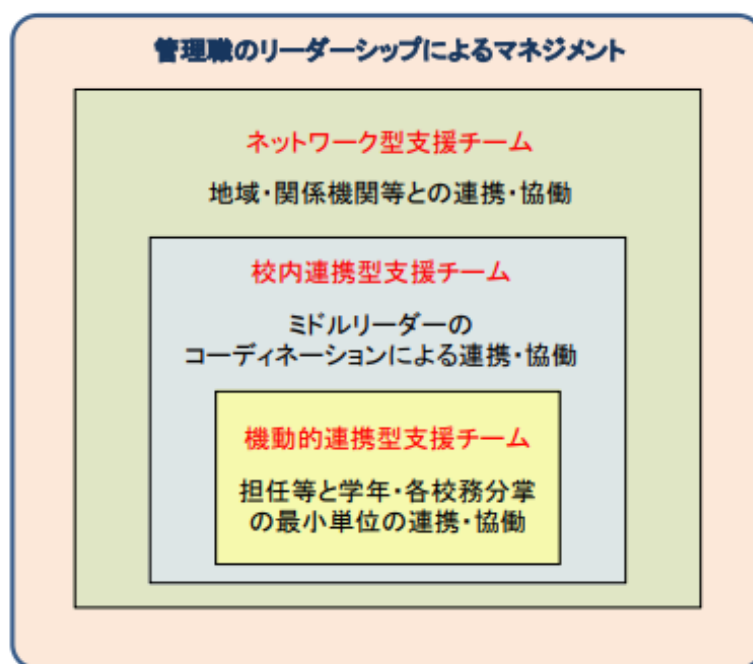 管理職のリーダーシップによるマネジメント
ネットワーク型支援チーム
地域・関係機関等との連携・協働
校内連携型支援チーム
ミドルリーダーの
コーディネーションによる連携・協働
機動的連携型支援チーム
担任等と学年・各校務分掌
の最小単位の連携・協働